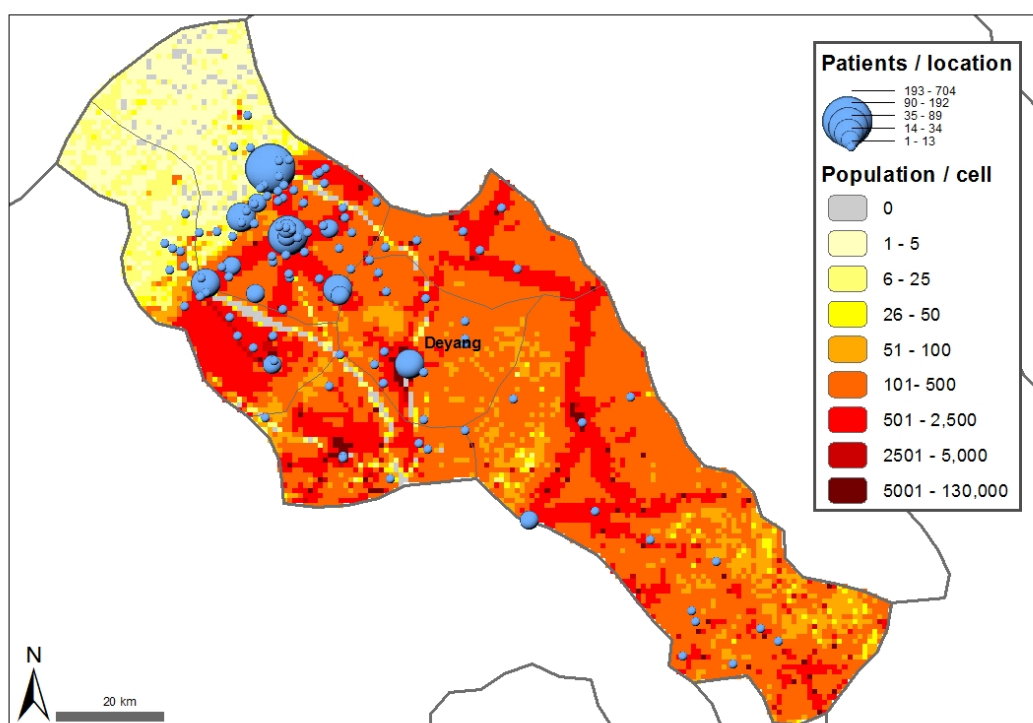 Patients / location
193 - 704
90 - 192
35 - 89
14 - 34
1 - 13
Population / cell
0
1 - 5
6 - 25
26 - 50
51 - 100
101- 500
501 - 2,500
2501 - 5,000
5001 - 130,000
Deyang
N
20 km